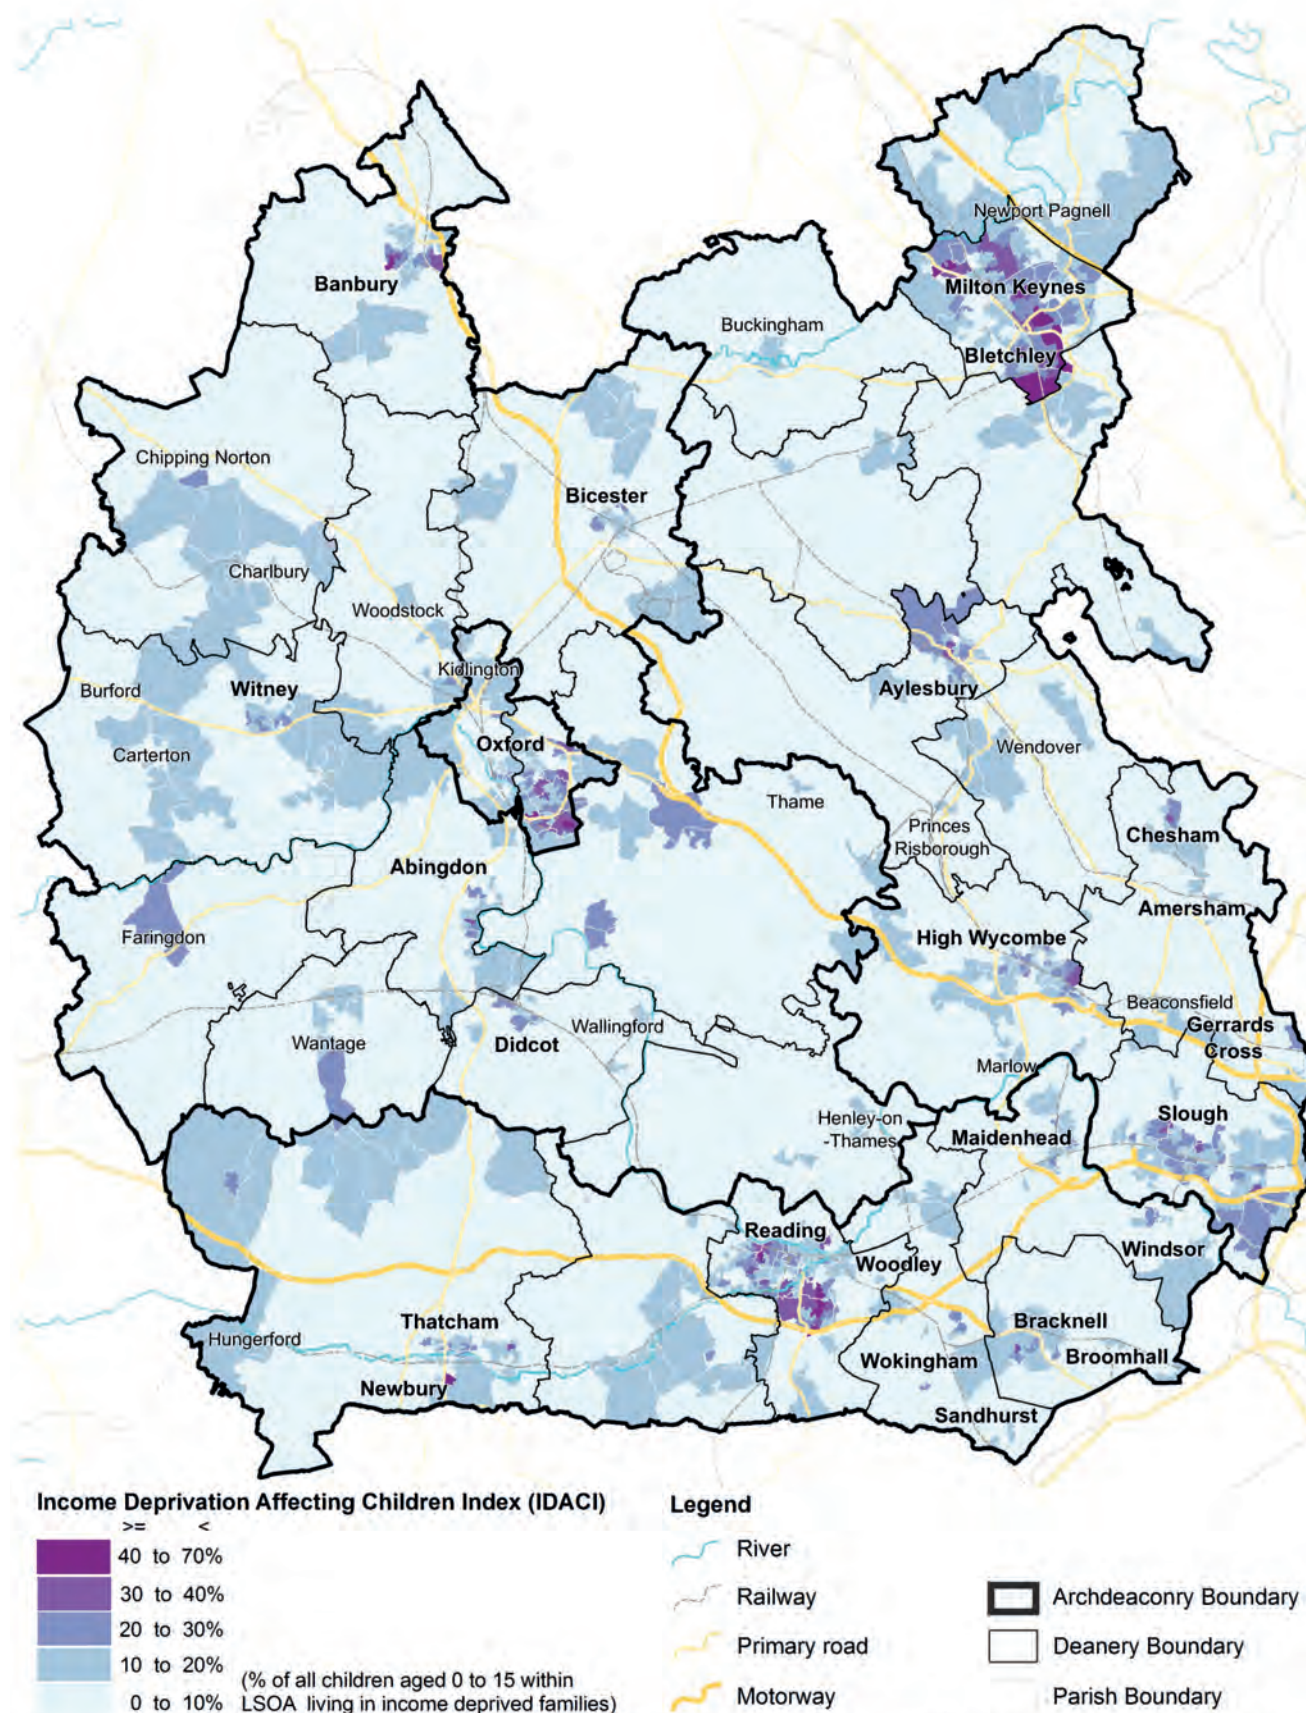 Newport Pagnell
Banbury
Milton Keynes
Buckingham
Bletchley
Chipping Norton
Bicester
Charlbury
Woodstock
Kidlington
Burford
Witney
Aylesbury
Oxford
Wendover
Carterton
Thame
Princes
Risborough
Chesham
Abingdon
Amersham
Faringdon
High Wycombe
Beaconsfield
Gerrards
Cross
Wallingford
Wantage
Didcot
Marlow
Henley-on
-Thames
Slough
Maidenhead
Reading
Windsor
Woodley
Thatcham
Bracknell
Hungerford
Wokingham
Broomhall
Newbury
Sandhurst
Income Deprivation Affecting Children Index (IDACI)
>= <
40 to 70%
30 to 40%
20 to 30%
10 to 20%
0 to 10%
(% of all children aged 0 to 15 within
LSOA living in income deprived families)
Legend
River
Railway
Primary road
Motorway
Archdeaconry Boundary
Deanery Boundary
Parish Boundary